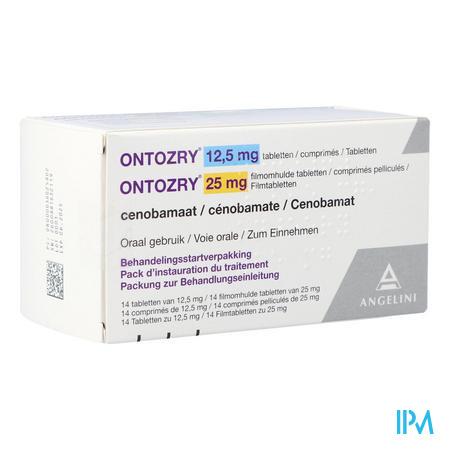 ONTOZRY® 12,5 mg tabletten / comprimés / Tabletten
ONTOZRY® 25 mg filmomhulde tabletten / comprimés pelliculés / Filmtabletten
cenobamaat / cénobamate / Cenobamat
Oraal gebruik / Voie orale / Zum Einnehmen
Behandelingsstartverpakking
Pack d'instauration du traitement
Packung zur Behandlungseinleitung
14 tabletten van 12,5 mg / 14 filmomhulde tabletten van 25 mg
14 comprimés de 12,5 mg / 14 comprimés pelliculés de 25 mg
14 Tabletten zu 12,5 mg / 14 Filmtabletten zu 25 mg
ANGELINI
IPM